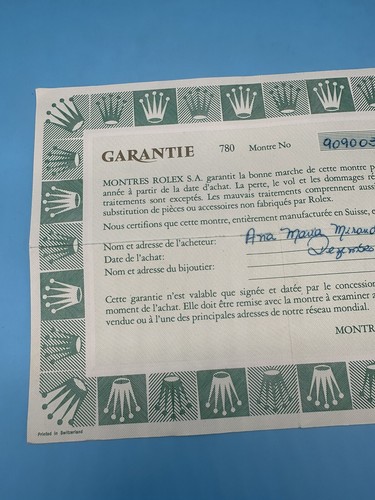 GARANTIE 780 Montre No 909003
MONTRES ROLEX S.A. garantit la bonne marche de cette montre p
année à partir de la date d'achat. La perte, le vol et les dommages ré
traitements sont exceptés. Les mauvais traitements comprennent aussi
substitution de pièces ou accessoires non fabriqués par Rolex.
Nous certifions que cette montre, entièrement manufacturée en Suisse, e
Nom et adresse de l'acheteur: Ana Maria Mirand
Date de l'achat: Dezembro
Nom et adresse du bijoutier:
Cette garantie n'est valable que signée et datée par le concession
moment de l'achat. Elle doit être remise avec la montre à examiner a
vendue ou à l'une des principales adresses de notre réseau mondial.
MONTR
Printed in Switzerland